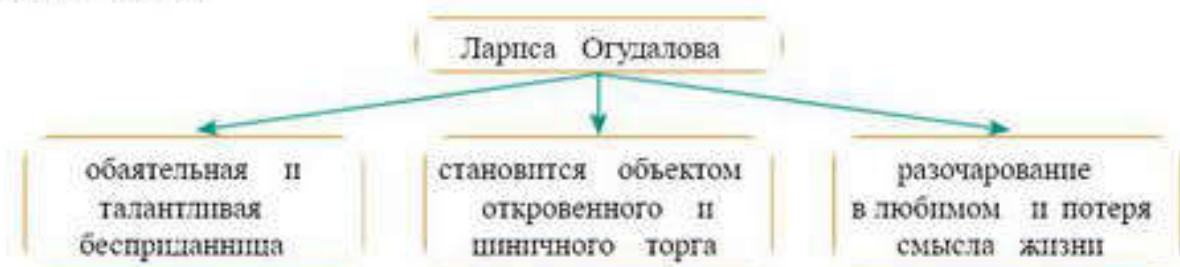 Лариса Огудалова
обаятельная и
талантливая
бесприданница
становится объектом
откровенного и
циничного торга
разочарование
в любимом и потеря
смысла жизни